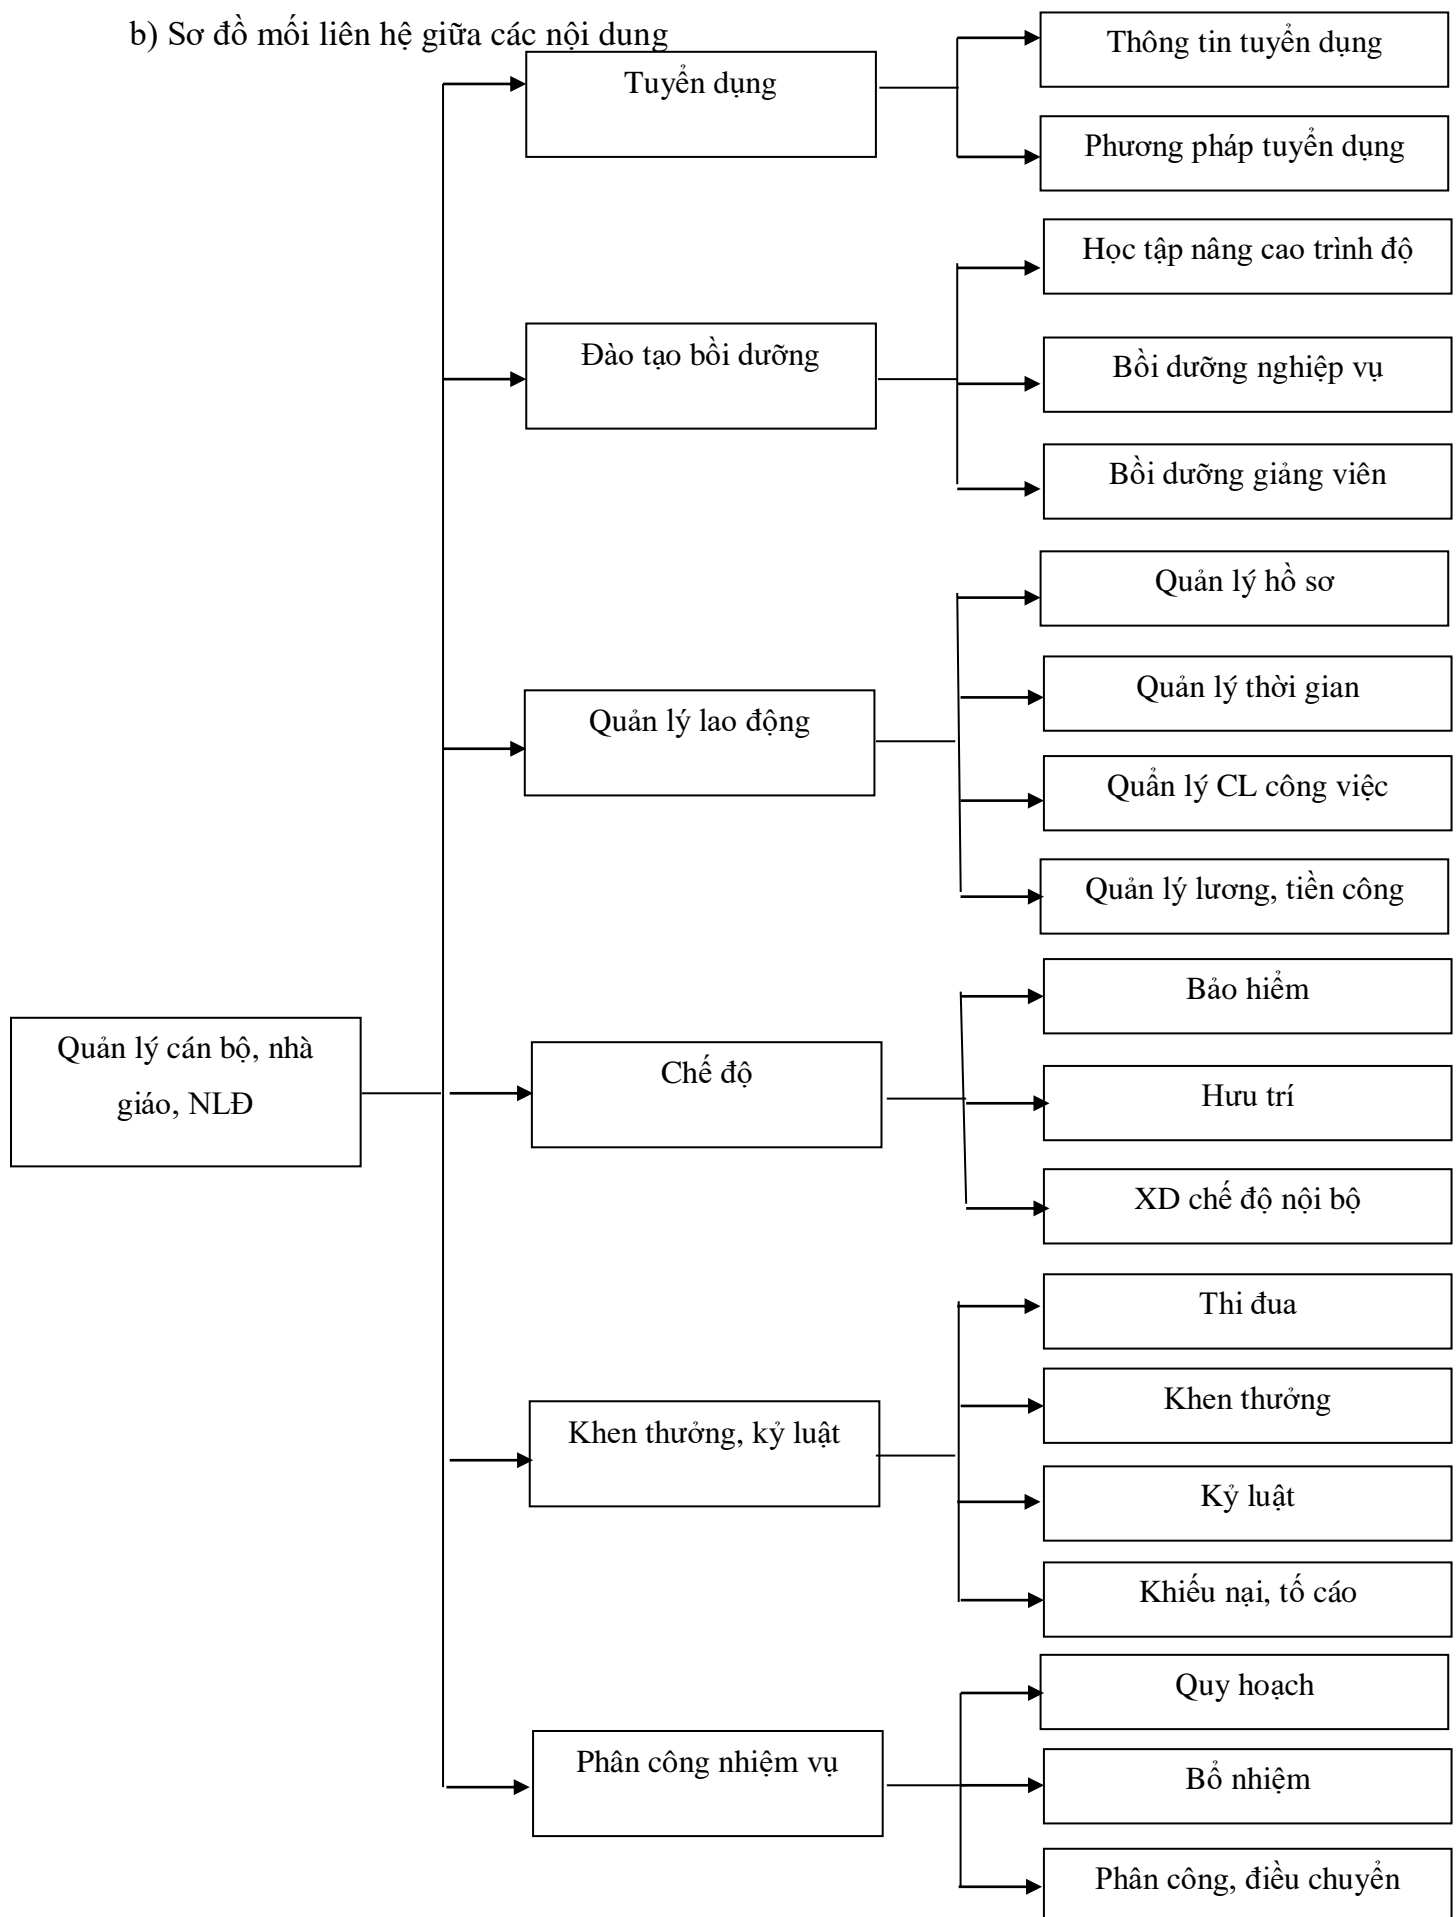 b) Sơ đồ mối liên hệ giữa các nội dung
Thông tin tuyển dụng
Tuyển dụng
Phương pháp tuyển dụng
Học tập nâng cao trình độ
Đào tạo bồi dưỡng
Bồi dưỡng nghiệp vụ
Bồi dưỡng giảng viên
Quản lý hồ sơ
Quản lý thời gian
Quản lý lao động
Quẩn lý CL công việc
Quản lý lương, tiền công
Bảo hiểm
Quản lý cán bộ, nhà
giáo, NLĐ
Chế độ
Hưu trí
XD chế độ nội bộ
Thi đua
Khen thưởng
Khen thưởng, kỷ luật
Kỷ luật
Khiếu nại, tố cáo
Quy hoạch
Phân công nhiệm vụ
Bổ nhiệm
Phân công, điều chuyển